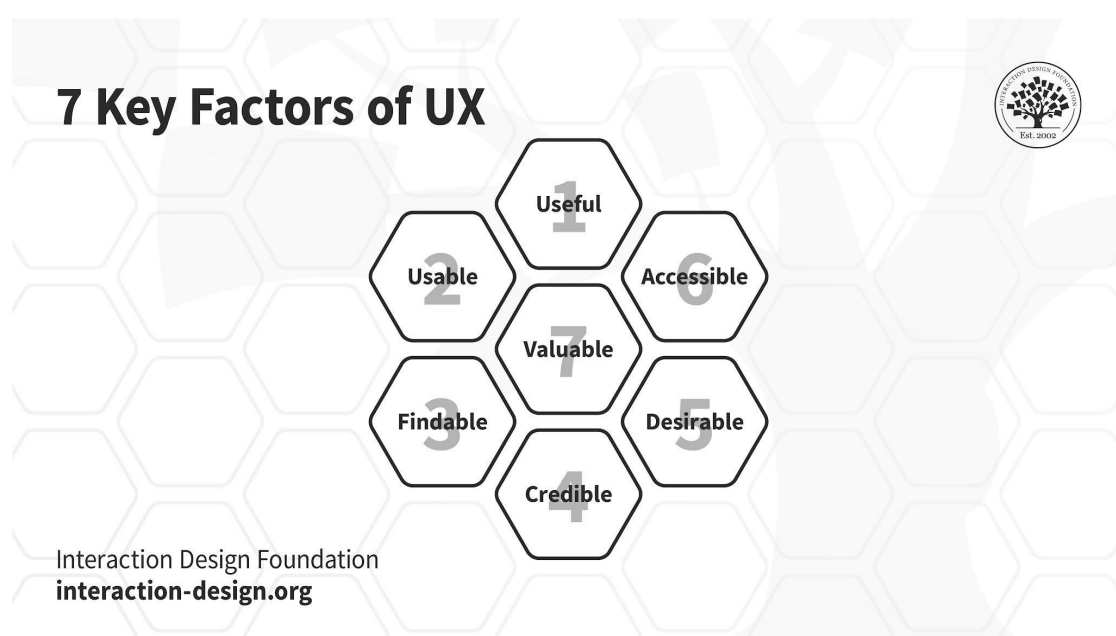 7 Key Factors of UX
INTERACTION DESIGN FOUNDATION
Est. 2002
1
Useful
2
Usable
6
Accessible
7
Valuable
3
Findable
5
Desirable
4
Credible
Interaction Design Foundation
interaction-design.org